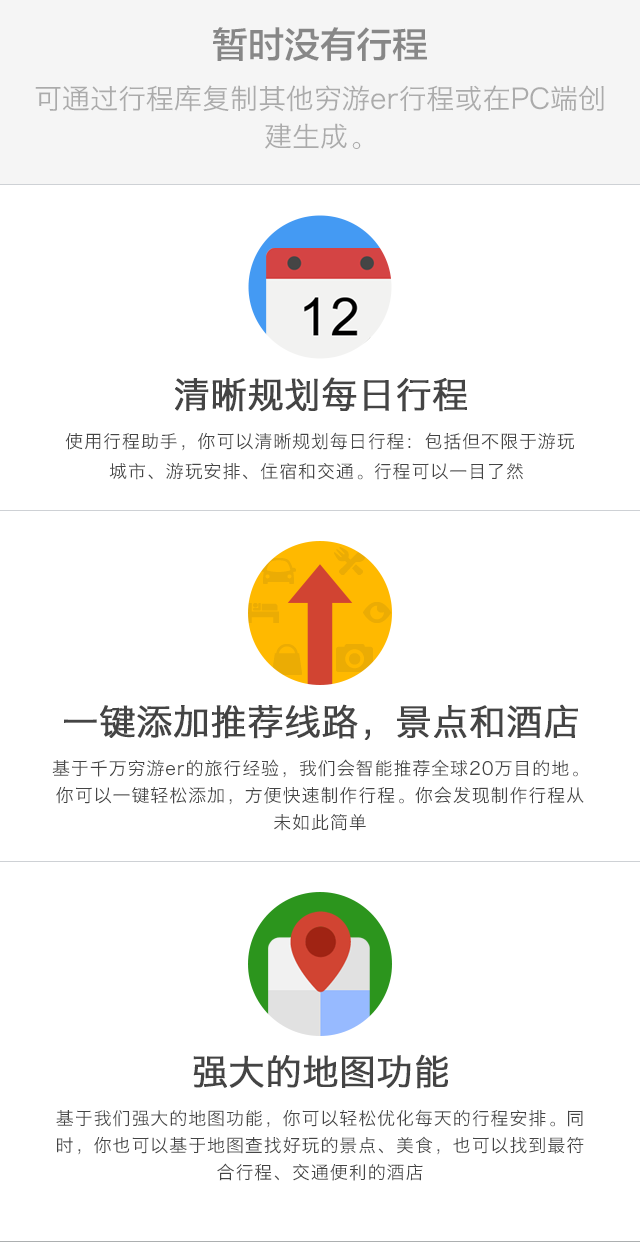 暂时没有行程
可通过行程库复制其他穷游er行程或在PC端创
建生成。
12
清晰规划每日行程
使用行程助手，你可以清晰规划每日行程：包括但不限于游玩
城市、游玩安排、住宿和交通。行程可以一目了然
一键添加推荐线路，景点和酒店
基于千万穷游er的旅行经验，我们会智能推荐全球20万目的地。
你可以一键轻松添加，方便快速制作行程。你会发现制作行程从
未如此简单
强大的地图功能
基于我们强大的地图功能，你可以轻松优化每天的行程安排。同
时，你也可以基于地图查找好玩的景点、美食，也可以找到最符
合行程、交通便利的酒店